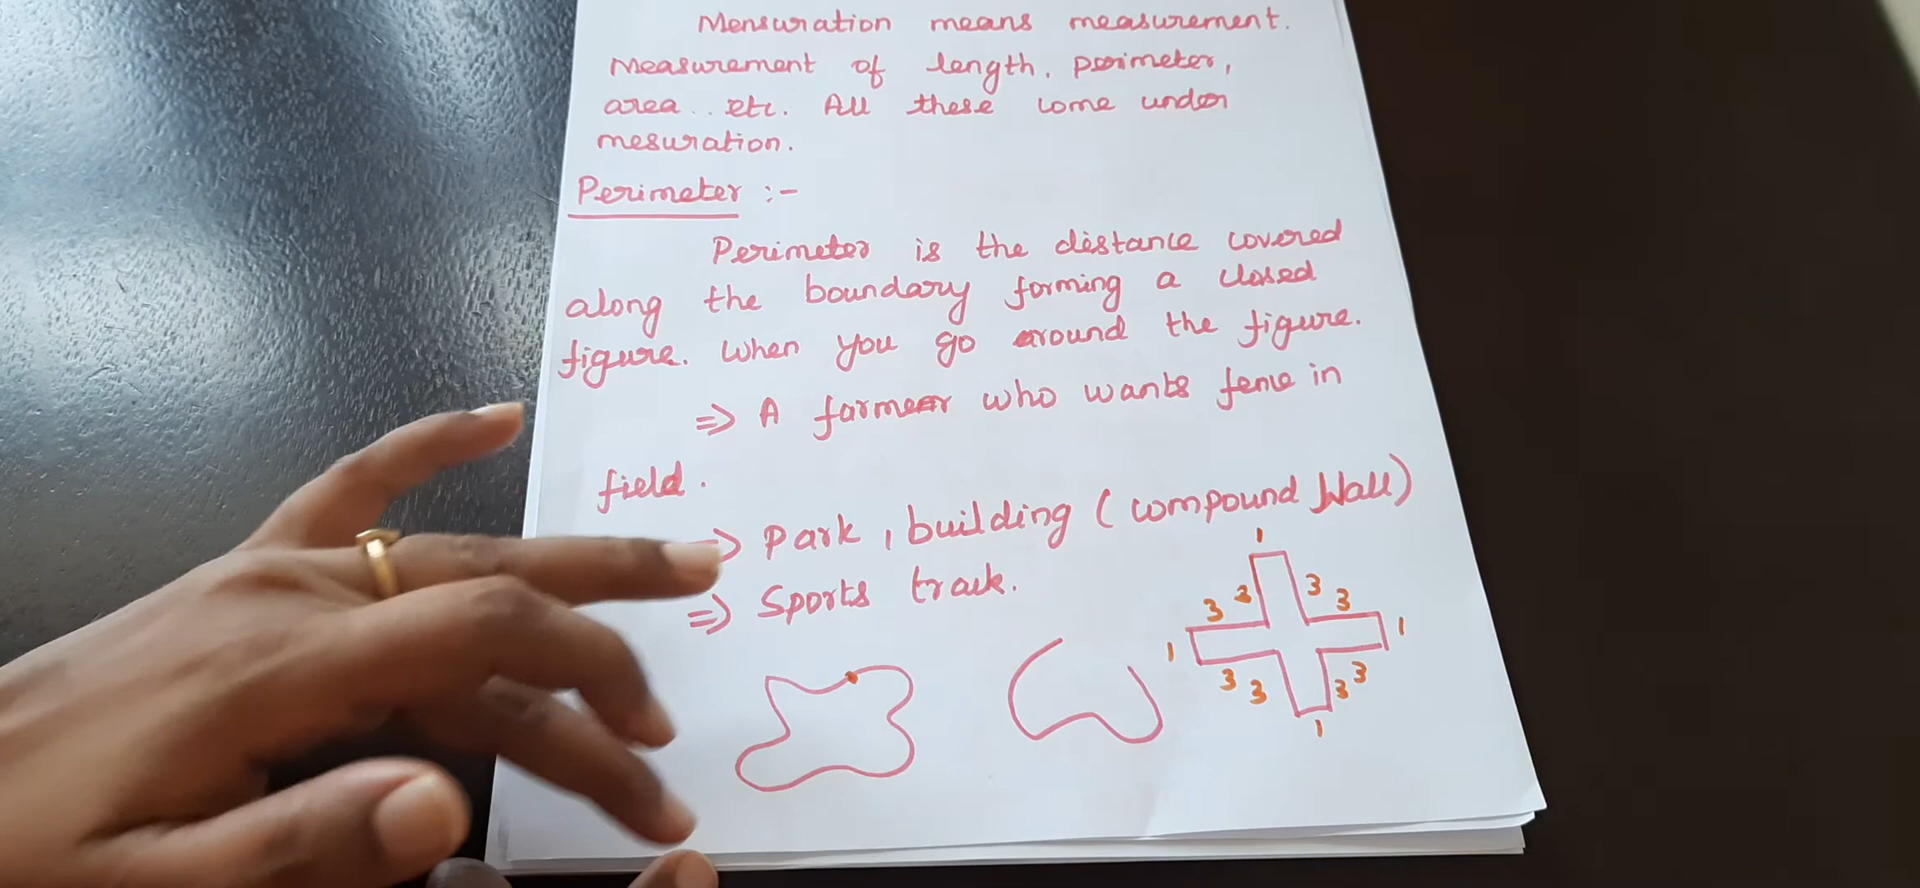 Mensuration means measurement.
Measurement of length, perimeter,
area.. etc. All these come under
mesuration.
Perimeter :-
Perimeter is the distance covered
along the boundary forming a closed
figure. When you go around the figure.
=> A farmer who wants fence in
field.
=> Park, building (compound Wall)
=> Sports track.
1
3 3 3 3
1 1
3 3 3 3
1